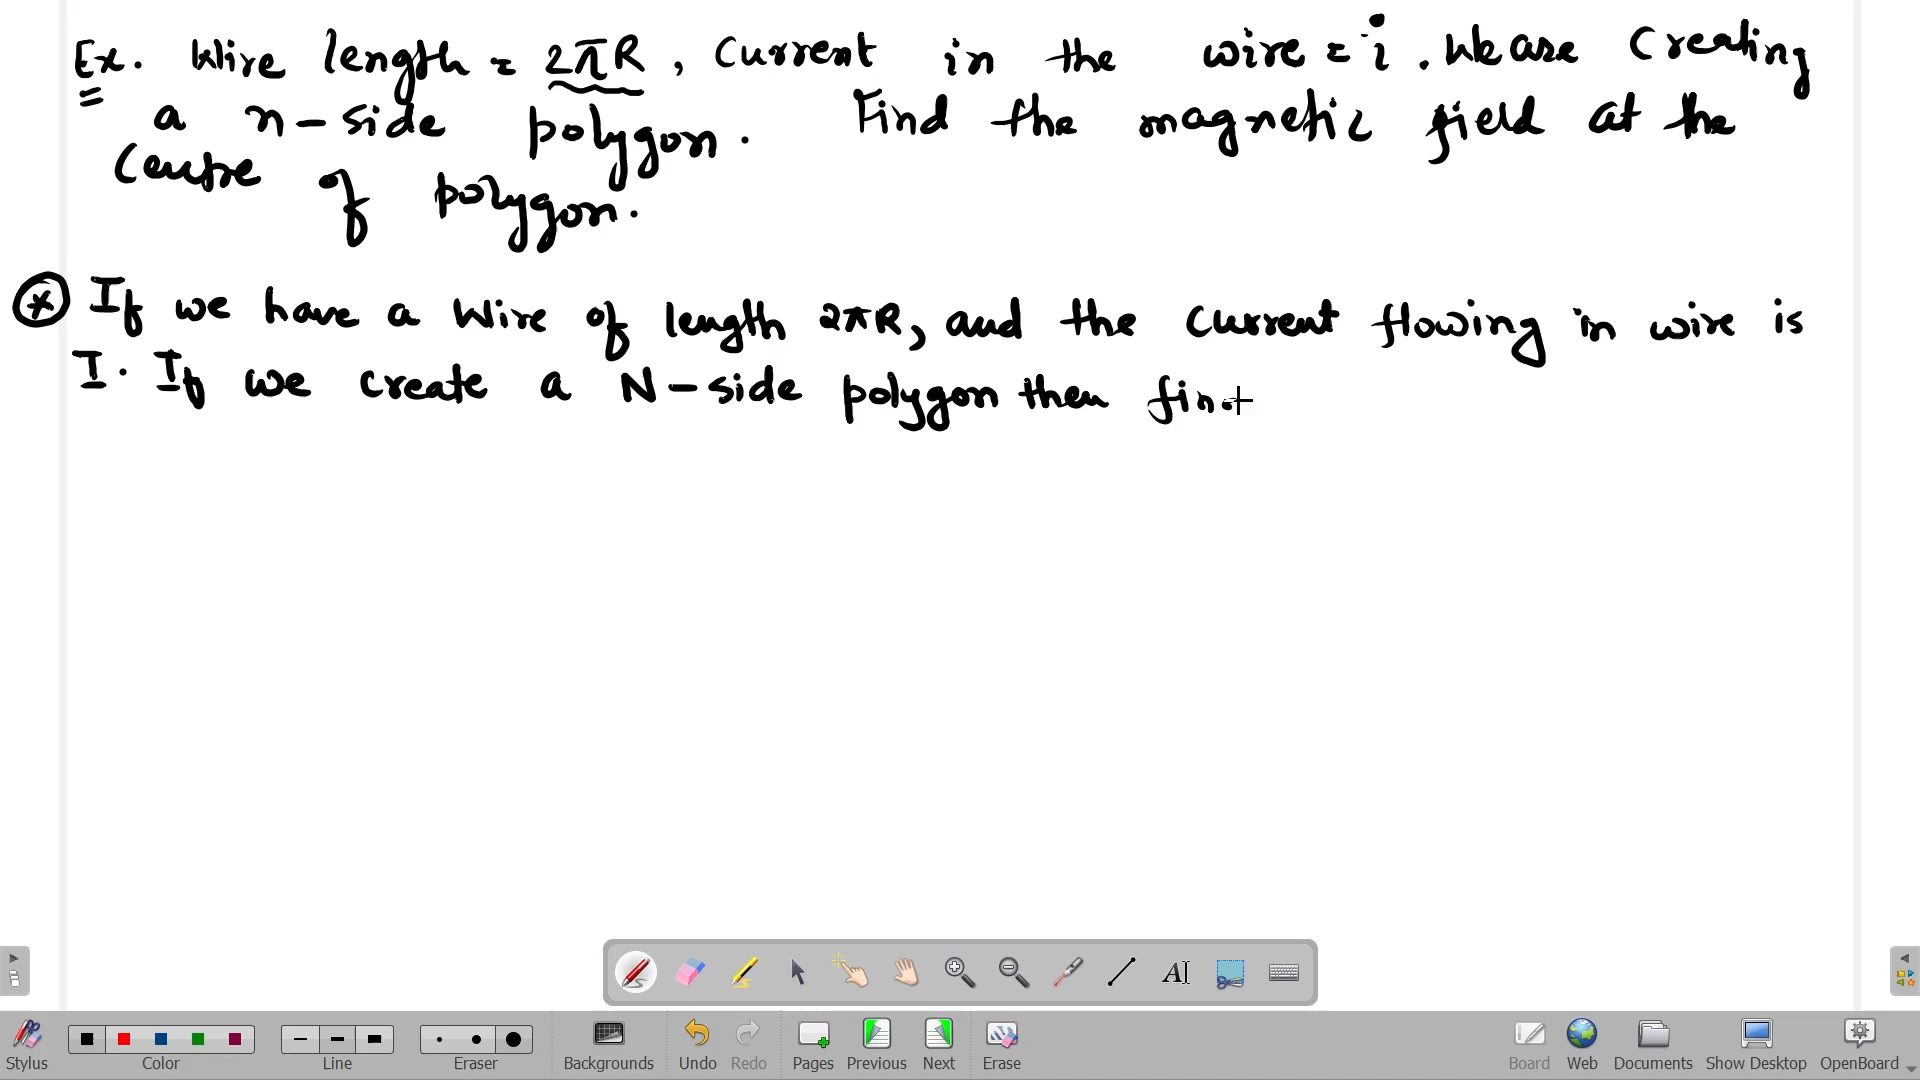 Ex. Wire length = 2πR, Current in the wire = i. We are Creating
a n-side polygon. Find the magnetic field at the
Centre of polygon.
* If we have a Wire of length 2πR, and the Current flowing in wire is
I. If we create a N-side polygon then find
AI
Stylus Color Line Eraser Backgrounds Undo Redo Pages Previous Next Erase Board Web Documents Show Desktop OpenBoard